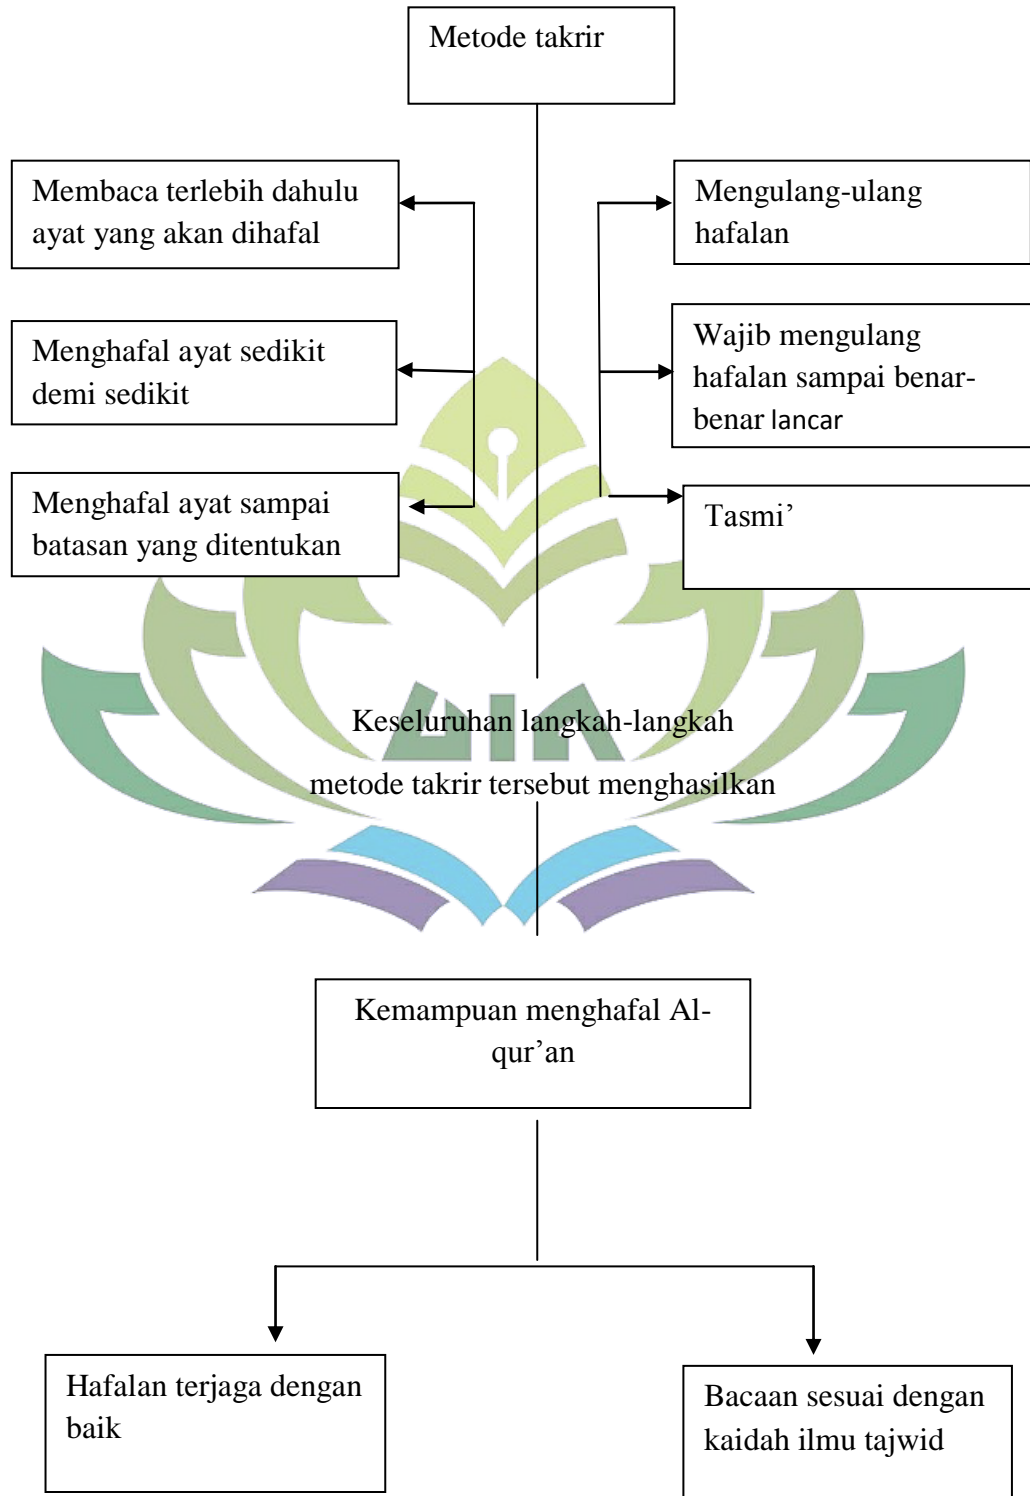 Metode takrir
Membaca terlebih dahulu
ayat yang akan dihafal
Menghafal ayat sedikit
demi sedikit
Menghafal ayat sampai
batasan yang ditentukan
Mengulang-ulang
hafalan
Wajib mengulang
hafalan sampai benar-
benar lancar
Tasmi’
UIN
Keseluruhan langkah-langkah
metode takrir tersebut menghasilkan
Kemampuan menghafal Al-
qur’an
Hafalan terjaga dengan
baik
Bacaan sesuai dengan
kaidah ilmu tajwid